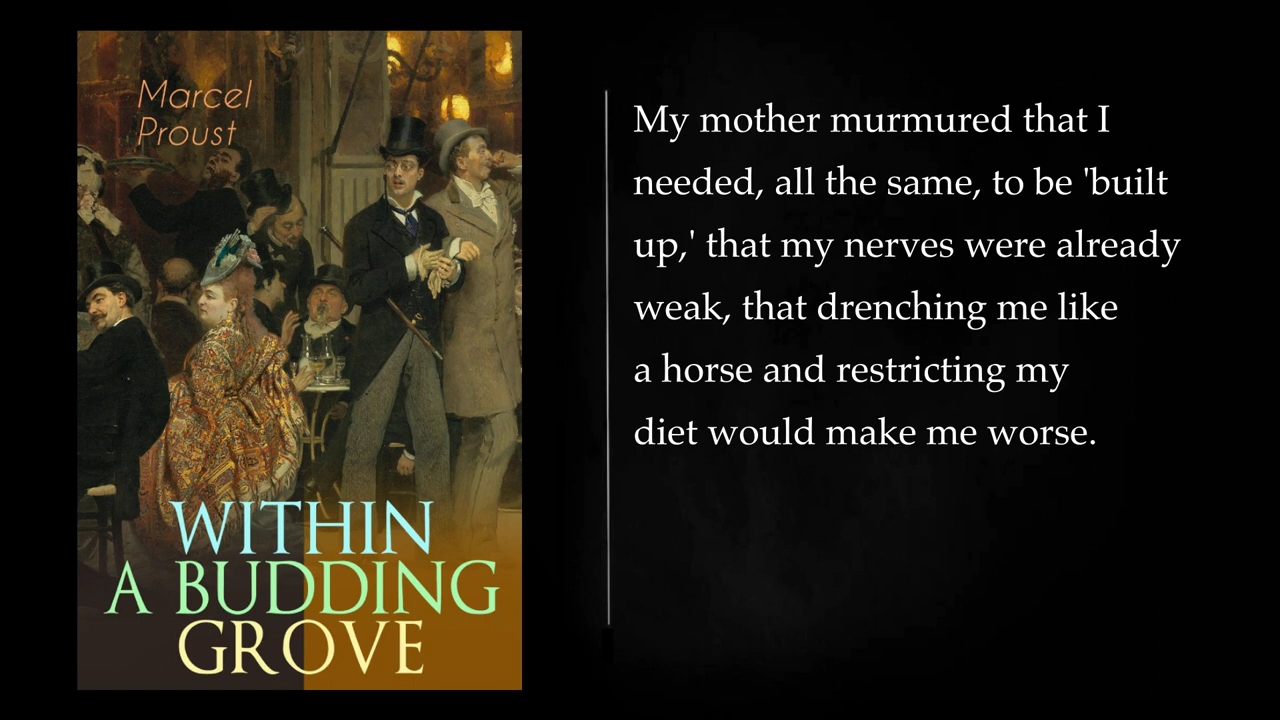 Marcel
Proust
WITHIN
A BUDDING
GROVE
My mother murmured that I
needed, all the same, to be 'built
up,' that my nerves were already
weak, that drenching me like
a horse and restricting my
diet would make me worse.